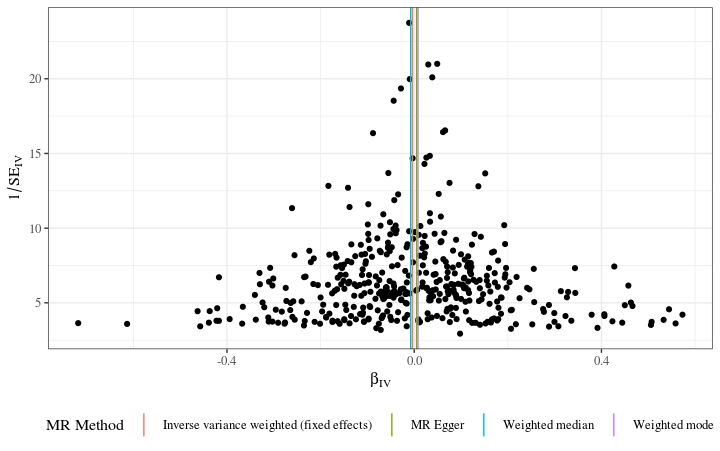 20
15
10
5
1/SE_IV
-0.4 0.0 0.4
β_IV
MR Method Inverse variance weighted (fixed effects) MR Egger Weighted median Weighted mode